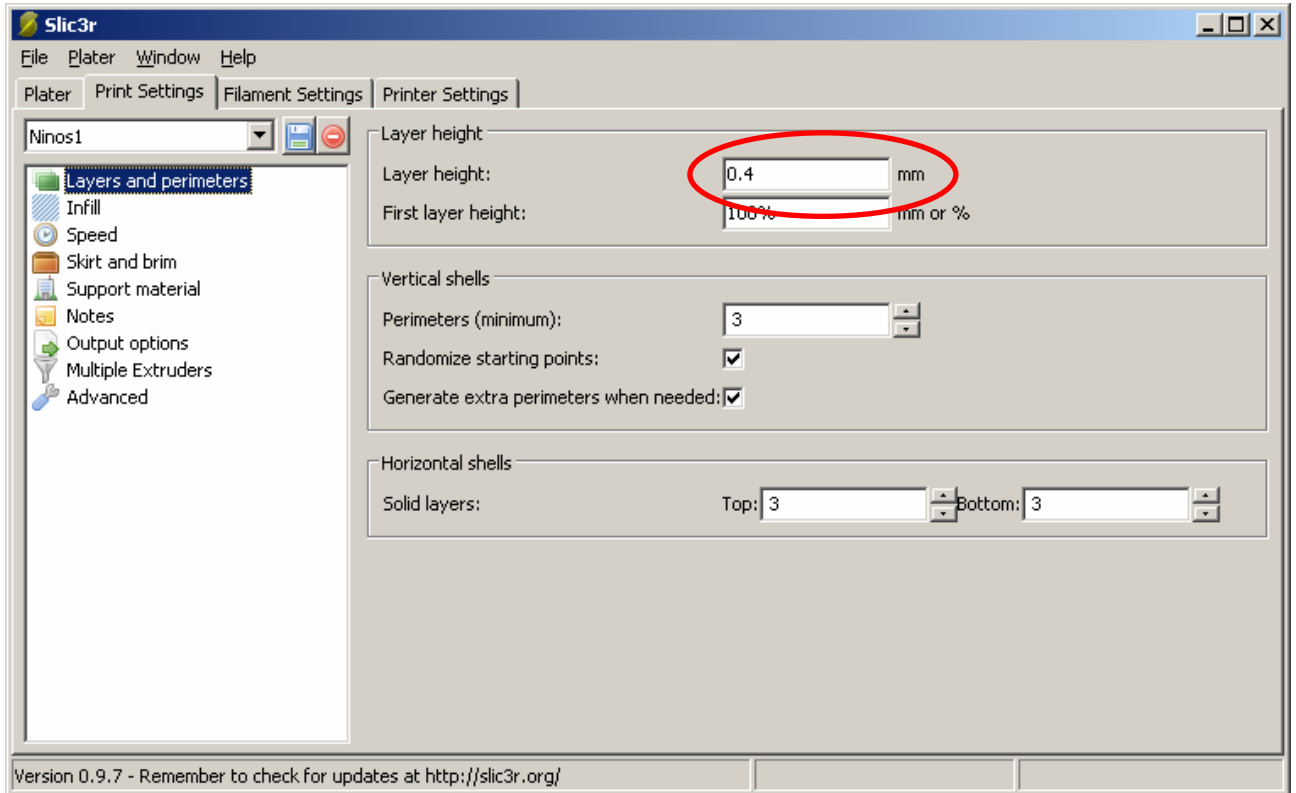 Slic3r
File Plater Window Help
Plater Print Settings Filament Settings Printer Settings
Ninos1
Layers and perimeters
Infill
Speed
Skirt and brim
Support material
Notes
Output options
Multiple Extruders
Advanced
Layer height
Layer height: 0.4 mm
First layer height: 100% mm or %
Vertical shells
Perimeters (minimum): 3
Randomize starting points:
Generate extra perimeters when needed:
Horizontal shells
Solid layers: Top: 3 Bottom: 3
Version 0.9.7 - Remember to check for updates at http://slic3r.org/